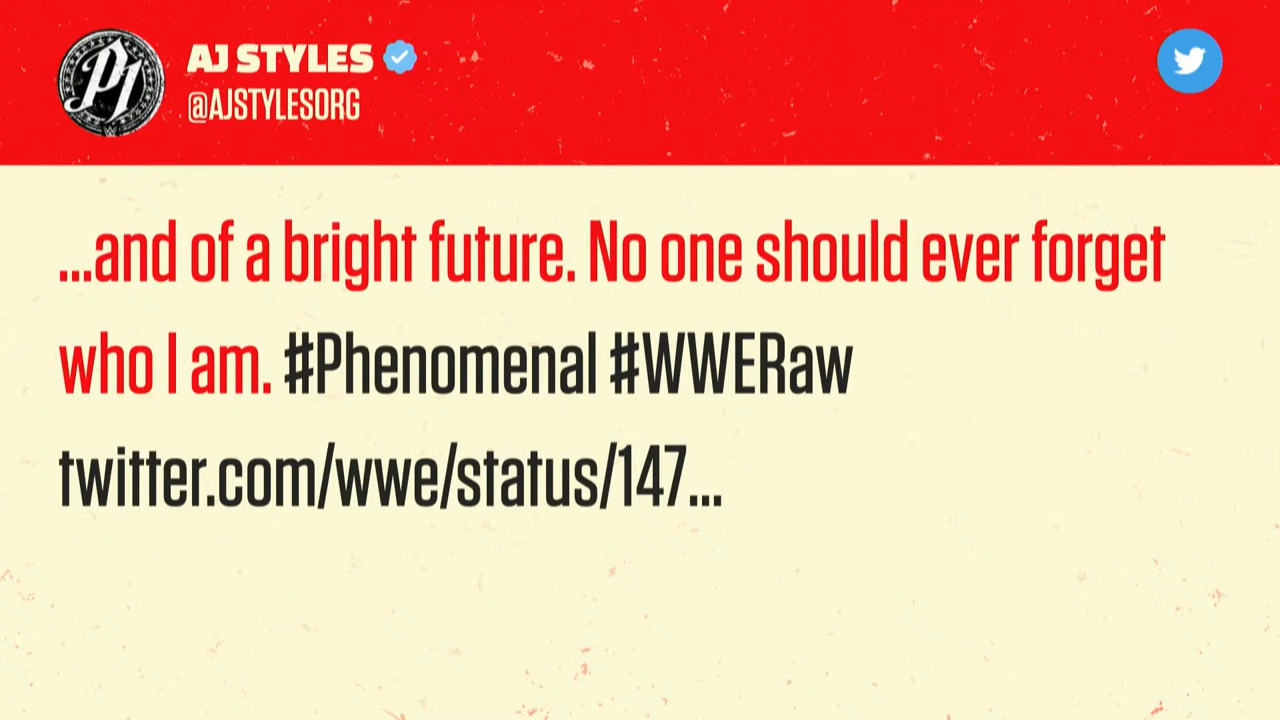 P1
AJ STYLES
@AJSTYLESORG
...and of a bright future. No one should ever forget
who I am. #Phenomenal #WWERaw
twitter.com/wwe/status/147...